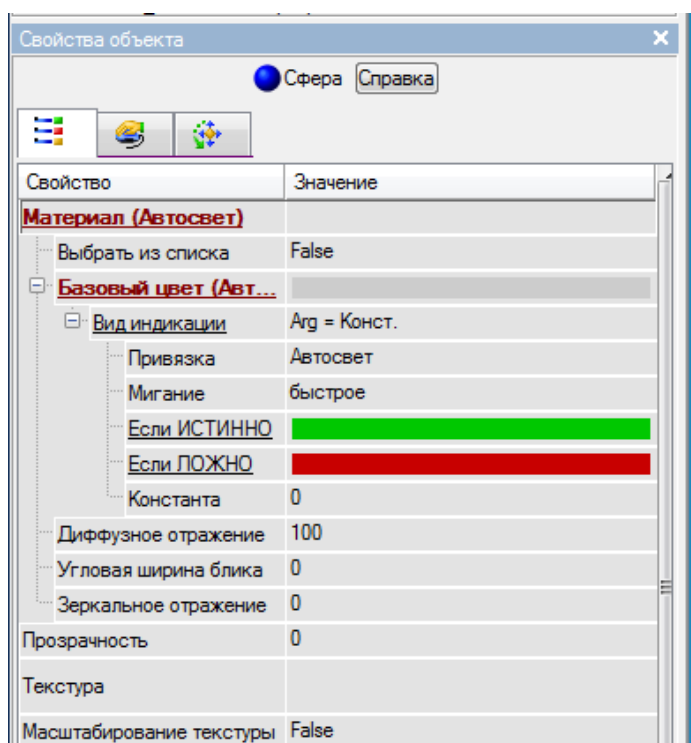 Свойства объекта
Сфера Справка
Свойство Значение
Материал (Автосвет)
Выбрать из списка False
Базовый цвет (Авт...
Вид индикации Arg = Конст.
Привязка Автосвет
Мигание быстрое
Если ИСТИННО
Если ЛОЖНО
Константа 0
Диффузное отражение 100
Угловая ширина блика 0
Зеркальное отражение 0
Прозрачность 0
Текстура
Масштабирование текстуры False